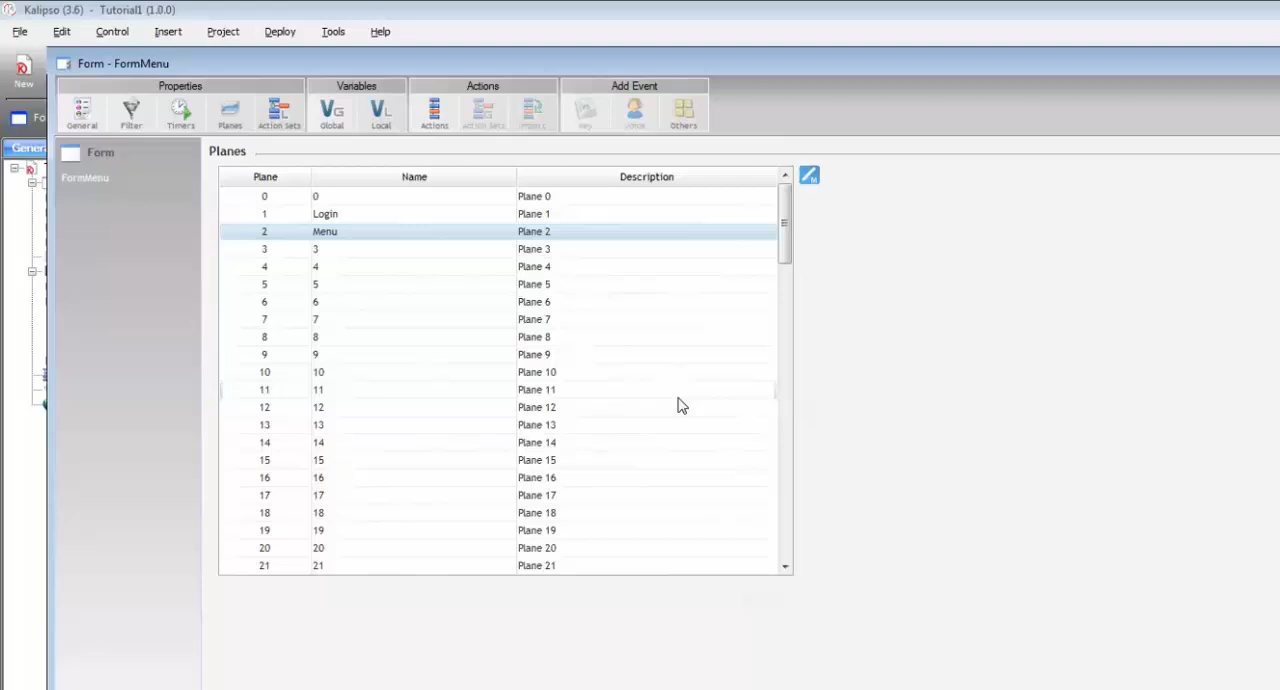 Kalipso (3.6) - Tutorial1 (1.0.0)
File Edit Control Insert Project Deploy Tools Help
New
Form - FormMenu
Properties Variables Actions Add Event
General Filter Timers Planes Action Sets Global Local Actions Action Sets Key Others
Fo
Gener
Form
FormMenu
Planes
Plane Name Description
0 0 Plane 0
1 Login Plane 1
2 Menu Plane 2
3 3 Plane 3
4 4 Plane 4
5 5 Plane 5
6 6 Plane 6
7 7 Plane 7
8 8 Plane 8
9 9 Plane 9
10 10 Plane 10
11 11 Plane 11
12 12 Plane 12
13 13 Plane 13
14 14 Plane 14
15 15 Plane 15
16 16 Plane 16
17 17 Plane 17
18 18 Plane 18
19 19 Plane 19
20 20 Plane 20
21 21 Plane 21